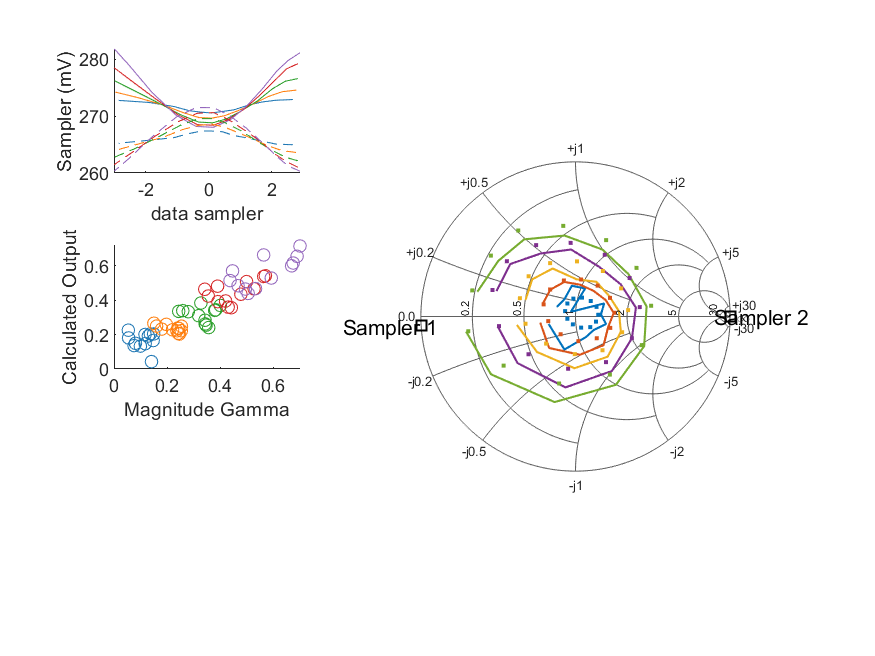 Sampler (mV)
280
270
260
-2
0
2
data sampler
Calculated Output
0.6
0.4
0.2
0
0
0.2
0.4
0.6
Magnitude Gamma
+j1
+j0.5
+j2
+j0.2
+j5
0.0
0.2
0.5
1
2
5
30
+j30
-j30
Sampler 1
Sampler 2
-j0.2
-j5
-j0.5
-j2
-j1